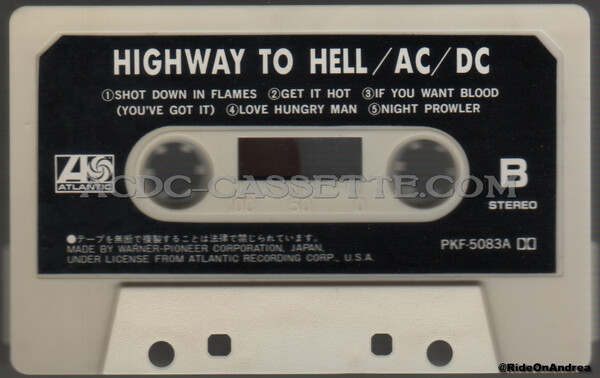 HIGHWAY TO HELL/AC/DC
①SHOT DOWN IN FLAMES ②GET IT HOT ③IF YOU WANT BLOOD
(YOU'VE GOT IT) ④LOVE HUNGRY MAN ⑤NIGHT PROWLER
ATLANTIC
ACDC-CASSETTE.COM
B
STEREO
100 50 0
●テープを無断で複製することは法律で禁じられています。
MADE BY WARNER-PIONEER CORPORATION, JAPAN,
UNDER LICENSE FROM ATLANTIC RECORDING CORP., U.S.A.
PKF-5083A
@RideOnAndrea